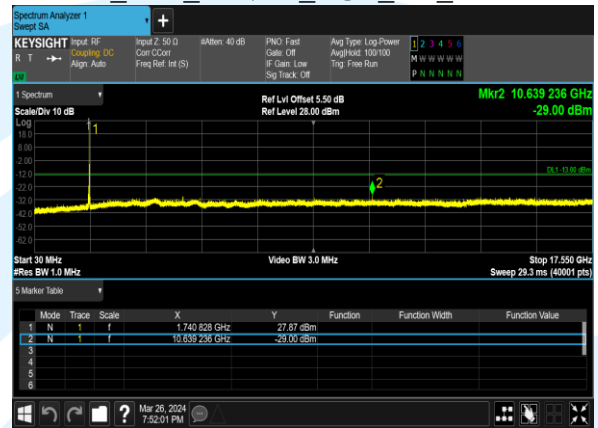 Spectrum Analyzer 1
Swept SA
KEYSIGHT Input: RF Input Z: 50 Ω #Atten: 40 dB PNO: Fast Avg Type: Log-Power 1 2 3 4 5 6
R T Coupling: DC Corr CCorr Gate: Off Avg|Hold: 100/100 M W W W W W
Align: Auto Freq Ref: Int (S) IF Gain: Low Trig: Free Run P N N N N N
Sig Track: Off
LVI
1 Spectrum Ref Lvl Offset 5.50 dB Mkr2 10.639 236 GHz
Scale/Div 10 dB Ref Level 28.00 dBm -29.00 dBm
Log
1
18.0
8.00
-2.00
DL1 -13.00 dBm
-12.0
2
-22.0
-32.0
-42.0
-52.0
-62.0
Start 30 MHz Video BW 3.0 MHz Stop 17.550 GHz
#Res BW 1.0 MHz Sweep 29.3 ms (40001 pts)
5 Marker Table
Mode Trace Scale X Y Function Function Width Function Value
1 N 1 f 1.740 828 GHz 27.87 dBm
2 N 1 f 10.639 236 GHz -29.00 dBm
3
4
5
6
? Mar 26, 2024
7:52:01 PM